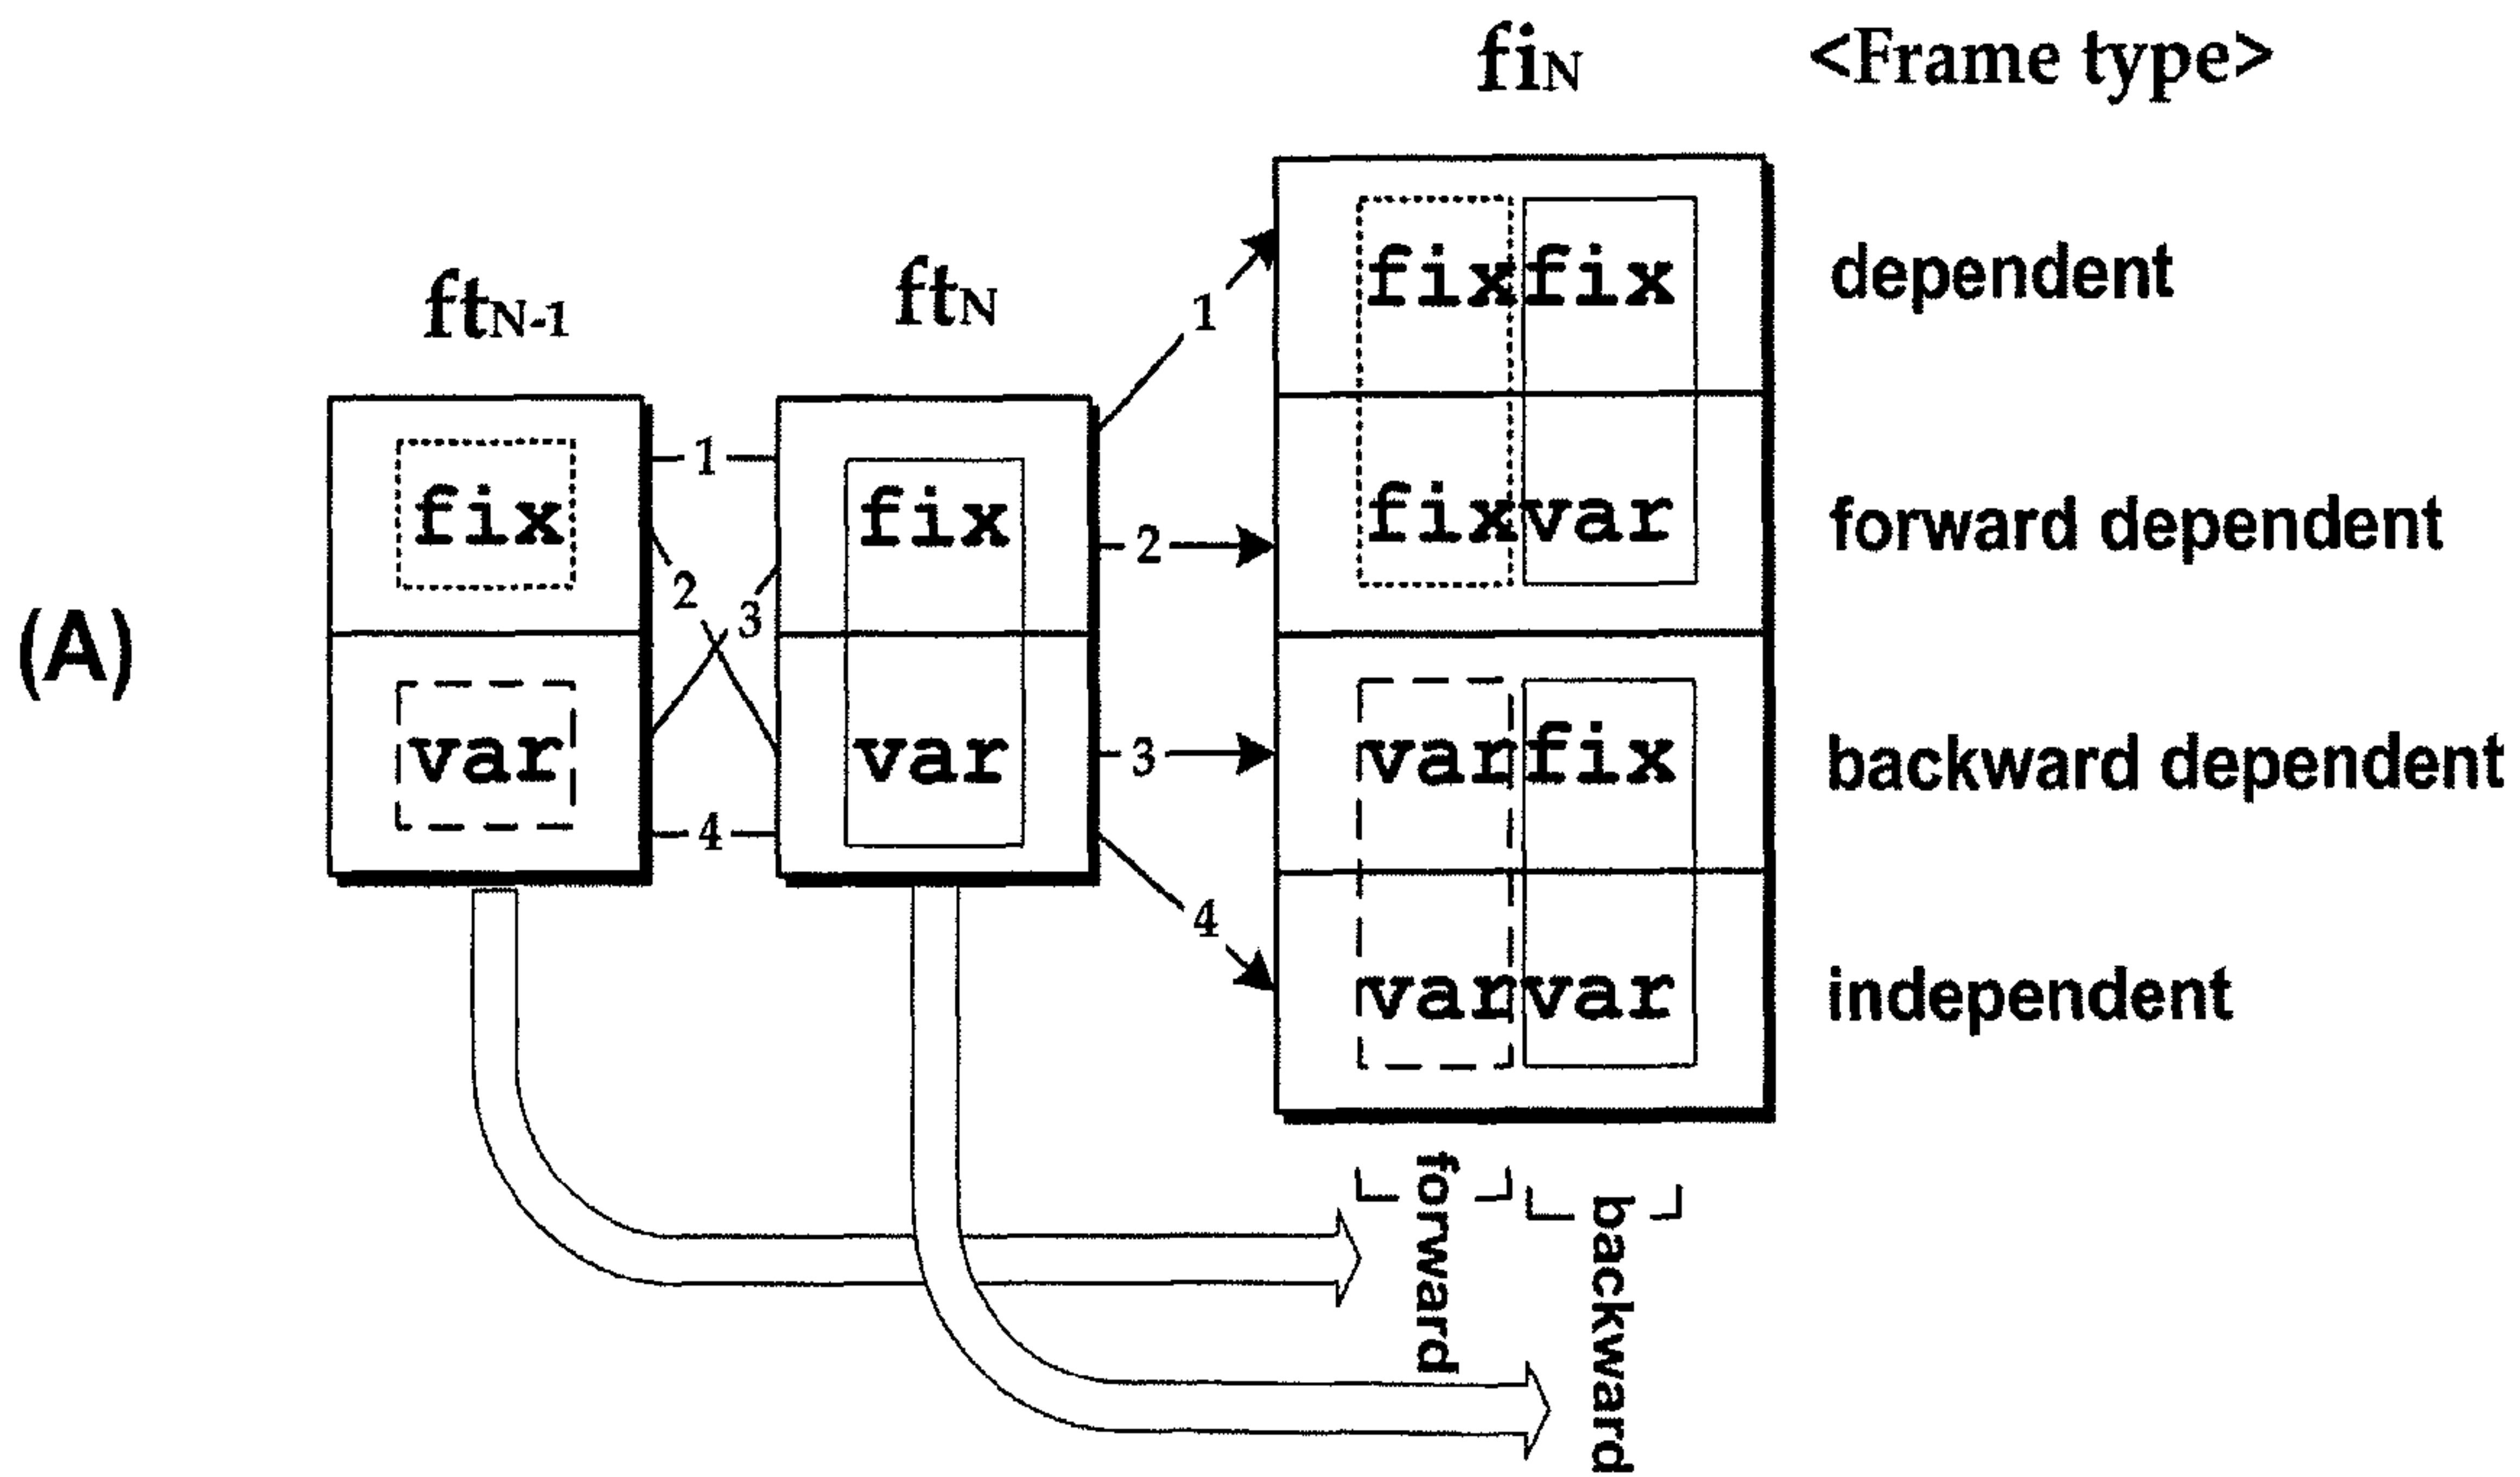 fiN <Frame type>
ftN-1
ftN
(A)
fix
var
fix
var
1
2
3
4
1
2
3
4
fixfix dependent
fixvar forward dependent
varfix backward dependent
varvar independent
forward
backward